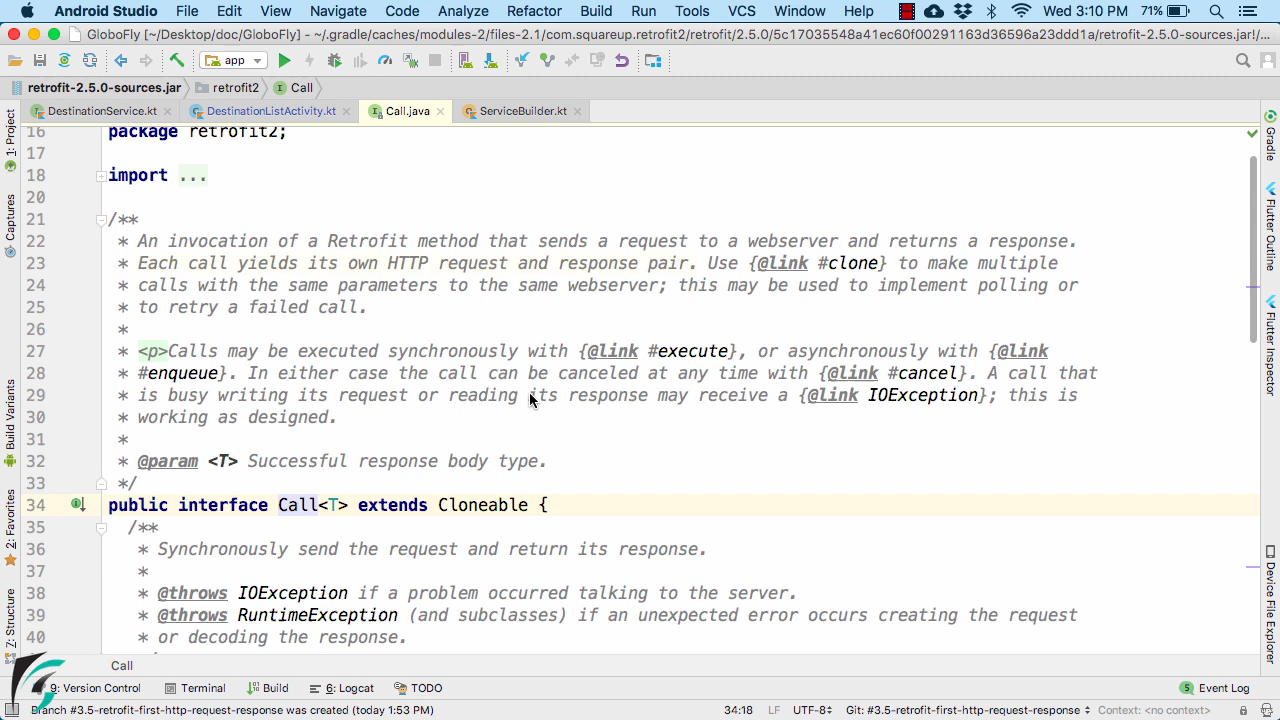 Android Studio File Edit View Navigate Code Analyze Refactor Build Run Tools VCS Window Help Wed 3:10 PM 71%
GloboFly [~/Desktop/doc/GloboFly] - ~/.gradle/caches/modules-2/files-2.1/com.squareup.retrofit2/retrofit/2.5.0/5c17035548a41ec60f00291163d36596a23ddd1a/retrofit-2.5.0-sources.jar!/...
app
retrofit-2.5.0-sources.jar retrofit2 Call
DestinationService.kt DestinationListActivity.kt Call.java ServiceBuilder.kt
1: Project
Captures
Build Variants
2: Favorites
7: Structure
16 package retrofit2;
17
18 import ...
20
21 /**
22 * An invocation of a Retrofit method that sends a request to a webserver and returns a response.
23 * Each call yields its own HTTP request and response pair. Use {@link #clone} to make multiple
24 * calls with the same parameters to the same webserver; this may be used to implement polling or
25 * to retry a failed call.
26 *
27 * <p>Calls may be executed synchronously with {@link #execute}, or asynchronously with {@link
28 * #enqueue}. In either case the call can be canceled at any time with {@link #cancel}. A call that
29 * is busy writing its request or reading its response may receive a {@link IOException}; this is
30 * working as designed.
31 *
32 * @param <T> Successful response body type.
33 */
34 public interface Call<T> extends Cloneable {
35 /**
36 * Synchronously send the request and return its response.
37 *
38 * @throws IOException if a problem occurred talking to the server.
39 * @throws RuntimeException (and subclasses) if an unexpected error occurs creating the request
40 * or decoding the response.
Gradle
Flutter Outline
Flutter Inspector
Device File Explorer
Call
9: Version Control Terminal Build 6: Logcat TODO 5 Event Log
Branch #3.5-retrofit-first-http-request-response was created (today 1:53 PM) 34:18 LF UTF-8 Git: #3.5-retrofit-first-http-request-response Context: <no context>